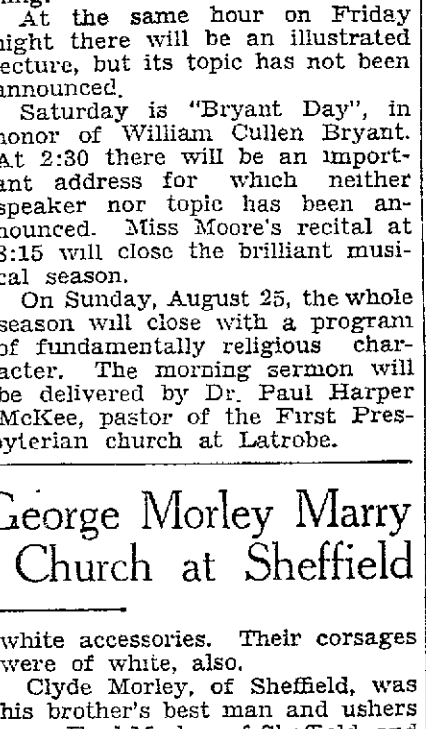 At the same hour on Friday
night there will be an illustrated
lecture, but its topic has not been
announced.
Saturday is "Bryant Day", in
honor of William Cullen Bryant.
At 2:30 there will be an import-
ant address for which neither
speaker nor topic has been an-
nounced. Miss Moore's recital at
8:15 will close the brilliant musi-
cal season.
On Sunday, August 25, the whole
season will close with a program
of fundamentally religious char-
acter. The morning sermon will
be delivered by Dr. Paul Harper
McKee, pastor of the First Pres-
byterian church at Latrobe.
George Morley Marry
Church at Sheffield
white accessories. Their corsages
were of white, also.
Clyde Morley, of Sheffield, was
his brother's best man and ushers